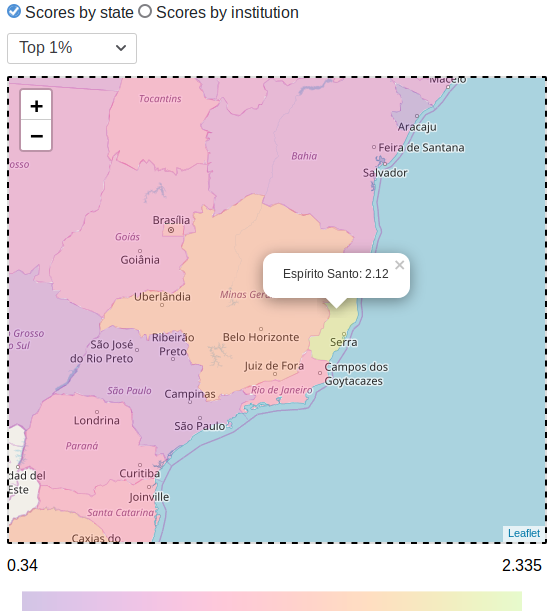 Scores by state Scores by institution
Top 1%
+
−
Tocantins
Maceió
Aracaju
Feira de Santana
Bahia
Salvador
osso
Brasília
Goiás
Goiânia
Espírito Santo: 2.12 ×
Uberlândia
Minas Ger
Grosso
o Sul
São José
do Rio Preto
Ribeirão
Preto
Belo Horizonte
Serra
Juiz de Fora
Campos dos
Goytacazes
São Paulo
Campinas
Rio de Janeiro
Londrina
São Paulo
Paraná
dad del
Este
Curitiba
Joinville
Santa Catarina
Caxias do
Leaflet
0.34 2.335